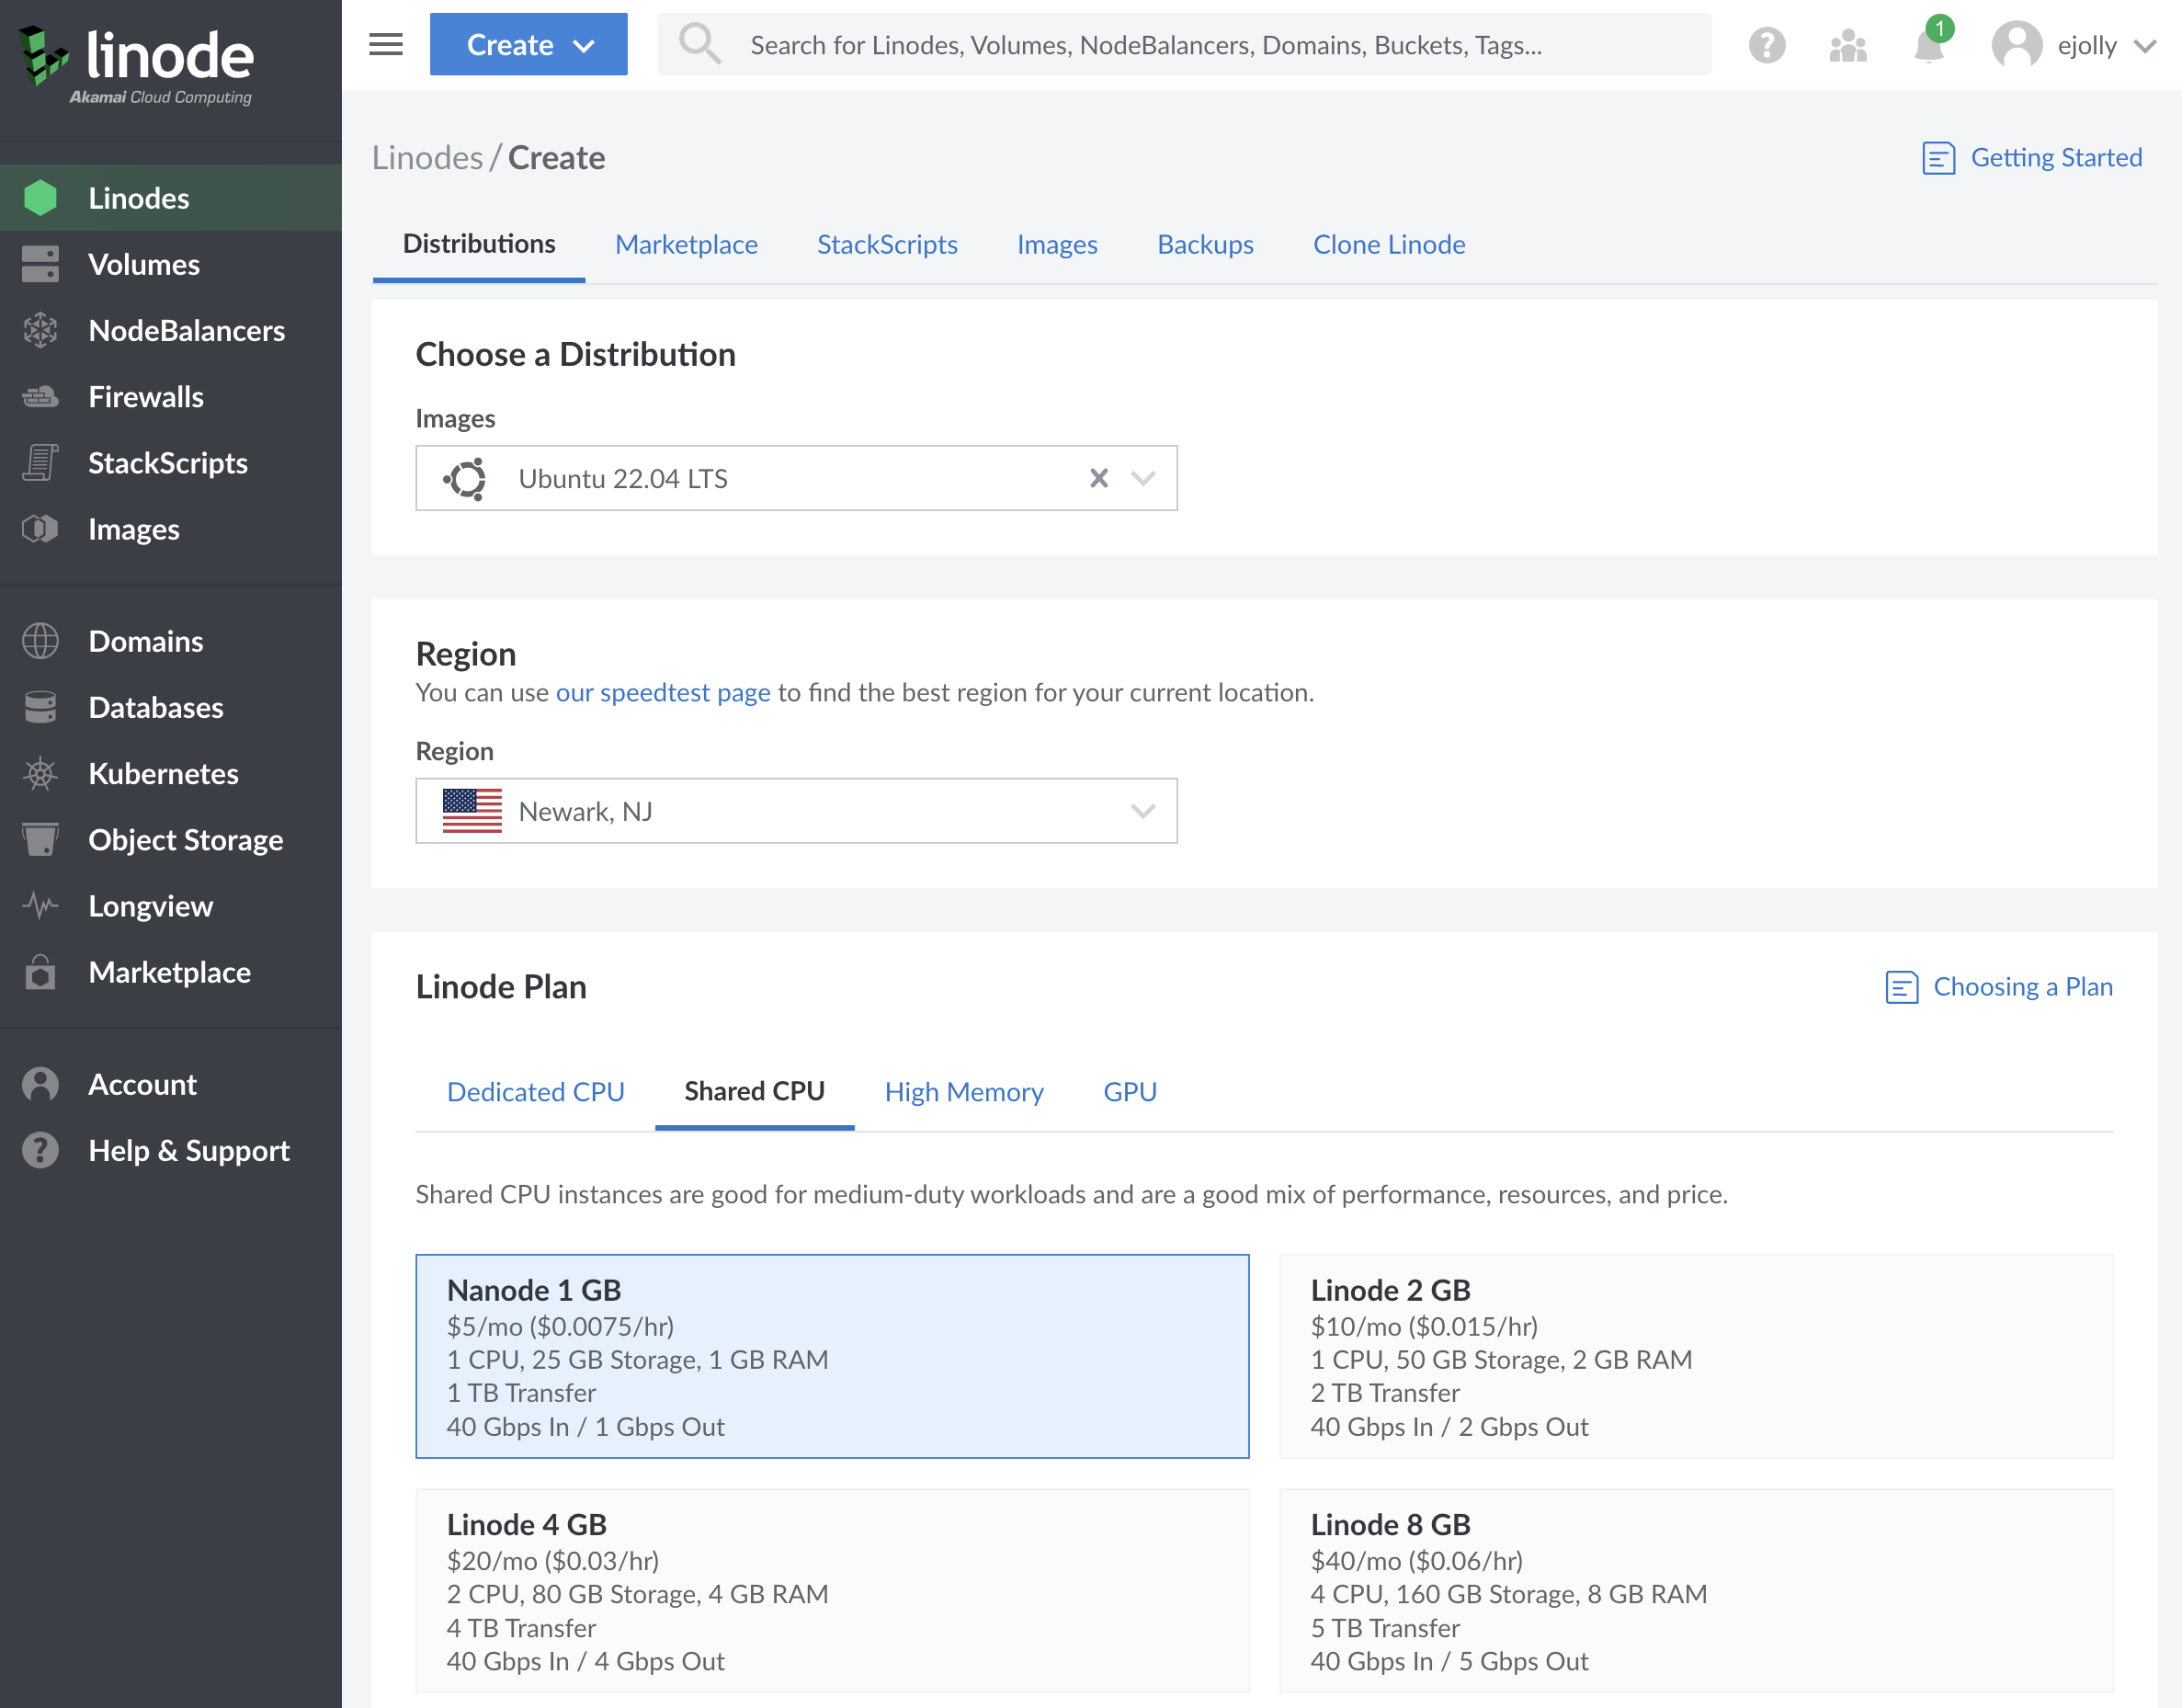 linode
Akamai Cloud Computing
Create
Search for Linodes, Volumes, NodeBalancers, Domains, Buckets, Tags...
?
1
ejolly
Linodes
Volumes
NodeBalancers
Firewalls
StackScripts
Images
Domains
Databases
Kubernetes
Object Storage
Longview
Marketplace
Account
? Help & Support
Linodes / Create
Getting Started
Distributions Marketplace StackScripts Images Backups Clone Linode
Choose a Distribution
Images
Ubuntu 22.04 LTS
Region
You can use our speedtest page to find the best region for your current location.
Region
Newark, NJ
Linode Plan
Choosing a Plan
Dedicated CPU Shared CPU High Memory GPU
Shared CPU instances are good for medium-duty workloads and are a good mix of performance, resources, and price.
Nanode 1 GB
$5/mo ($0.0075/hr)
1 CPU, 25 GB Storage, 1 GB RAM
1 TB Transfer
40 Gbps In / 1 Gbps Out
Linode 2 GB
$10/mo ($0.015/hr)
1 CPU, 50 GB Storage, 2 GB RAM
2 TB Transfer
40 Gbps In / 2 Gbps Out
Linode 4 GB
$20/mo ($0.03/hr)
2 CPU, 80 GB Storage, 4 GB RAM
4 TB Transfer
40 Gbps In / 4 Gbps Out
Linode 8 GB
$40/mo ($0.06/hr)
4 CPU, 160 GB Storage, 8 GB RAM
5 TB Transfer
40 Gbps In / 5 Gbps Out